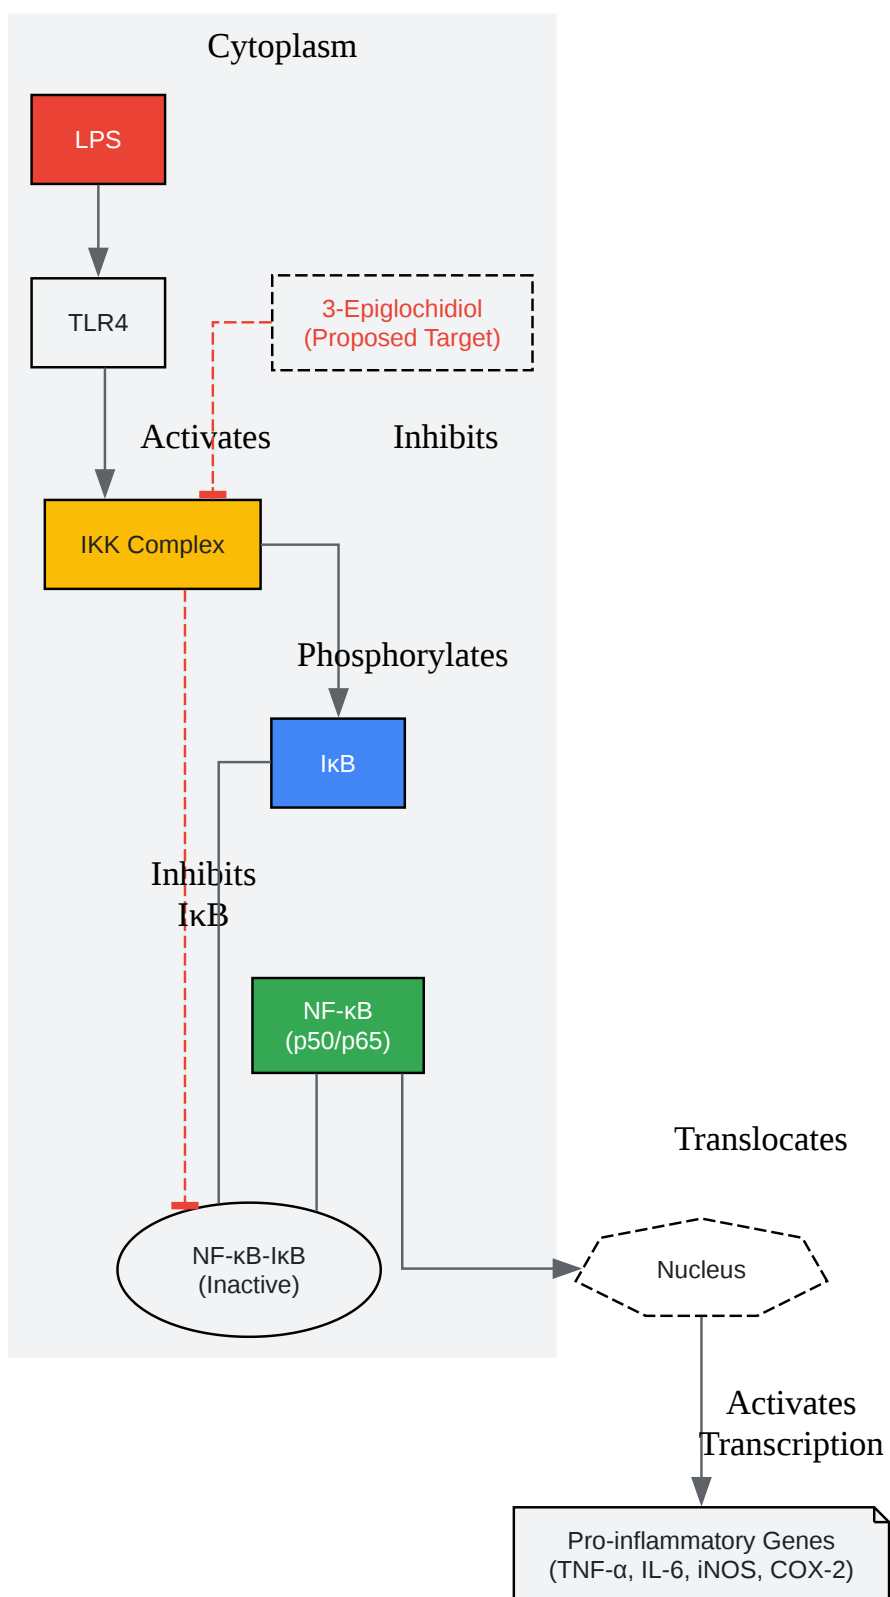 Cytoplasm
LPS
TLR4
3-Epiglochidiol
(Proposed Target)
Activates
Inhibits
IKK Complex
Phosphorylates
IκB
Inhibits
IκB
NF-κB
(p50/p65)
Translocates
NF-κB-IκB
(Inactive)
Nucleus
Activates
Transcription
Pro-inflammatory Genes
(TNF-α, IL-6, iNOS, COX-2)